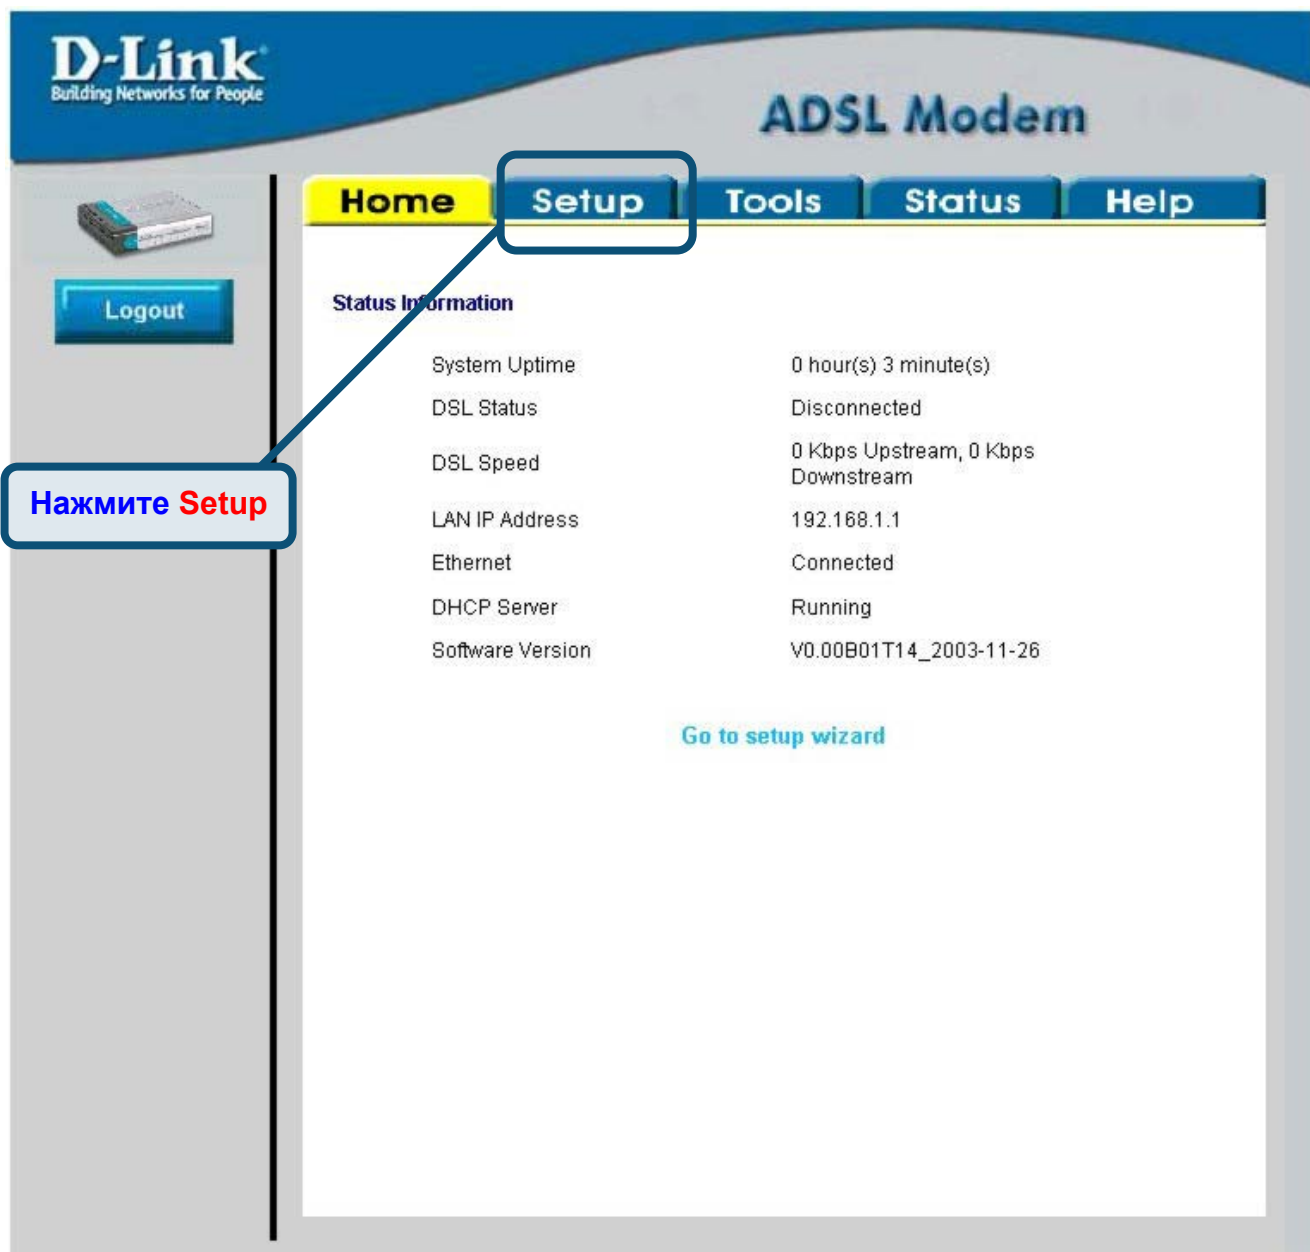 D-Link
Building Networks for People
ADSL Modem
Home Setup Tools Status Help
Logout
Status Information
System Uptime 0 hour(s) 3 minute(s)
DSL Status Disconnected
DSL Speed 0 Kbps Upstream, 0 Kbps
Downstream
Нажмите Setup
LAN IP Address 192.168.1.1
Ethernet Connected
DHCP Server Running
Software Version V0.00B01T14_2003-11-26
Go to setup wizard